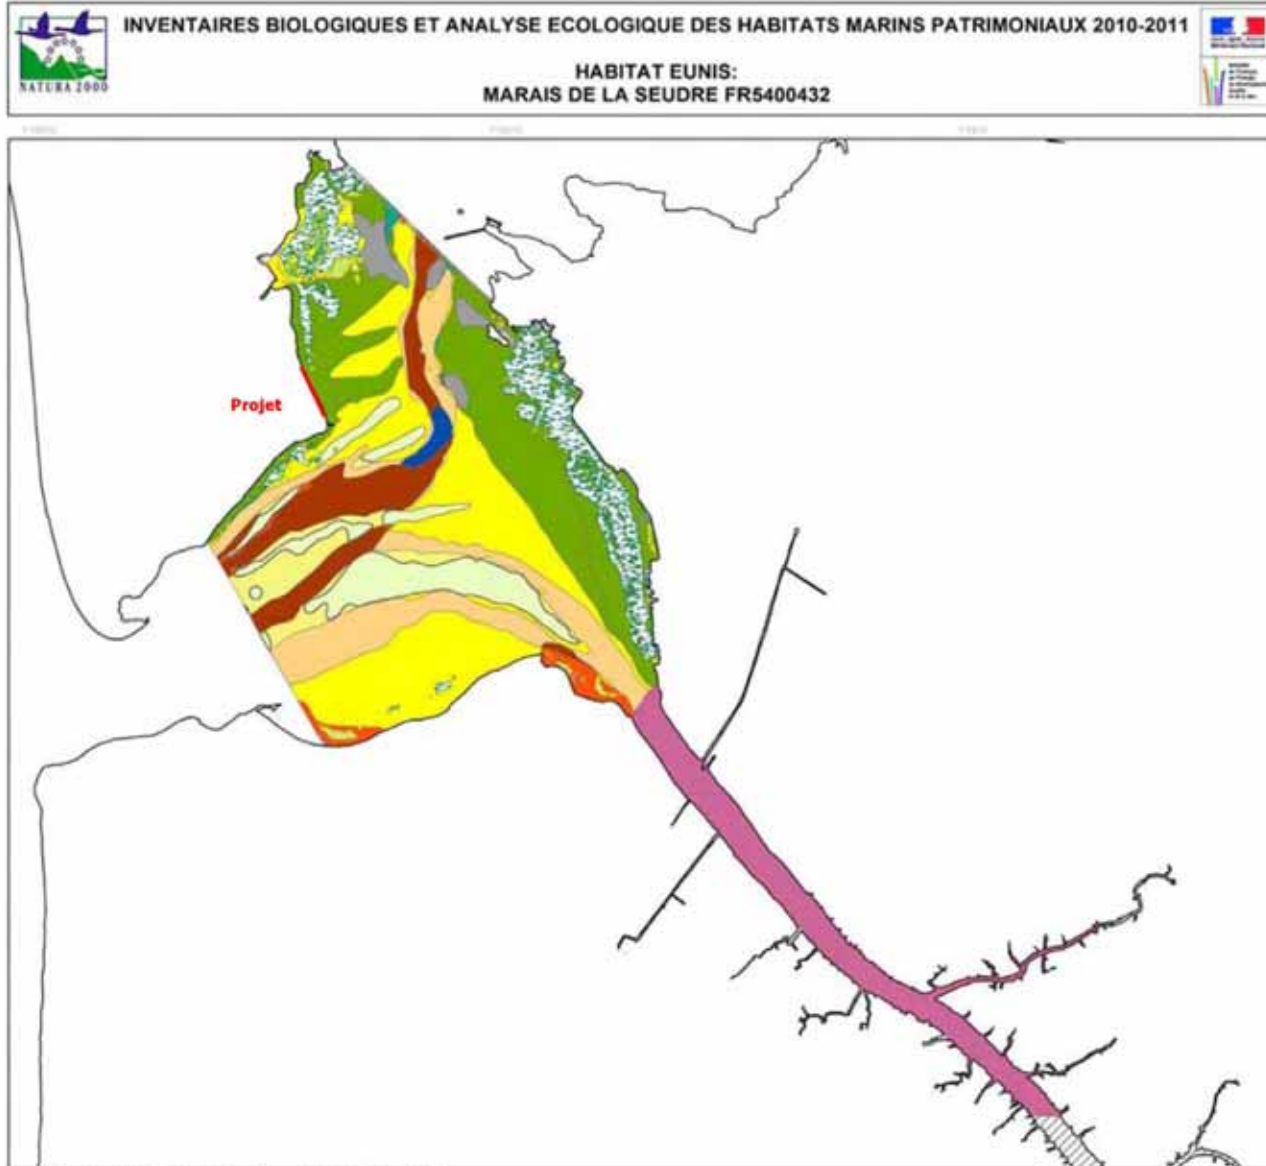 INVENTAIRES BIOLOGIQUES ET ANALYSE ECOLOGIQUE DES HABITATS MARINS PATRIMONIAUX 2010-2011
HABITAT EUNIS:
MARAIS DE LA SEUDRE FR5400432
NATURA 2000
Projet